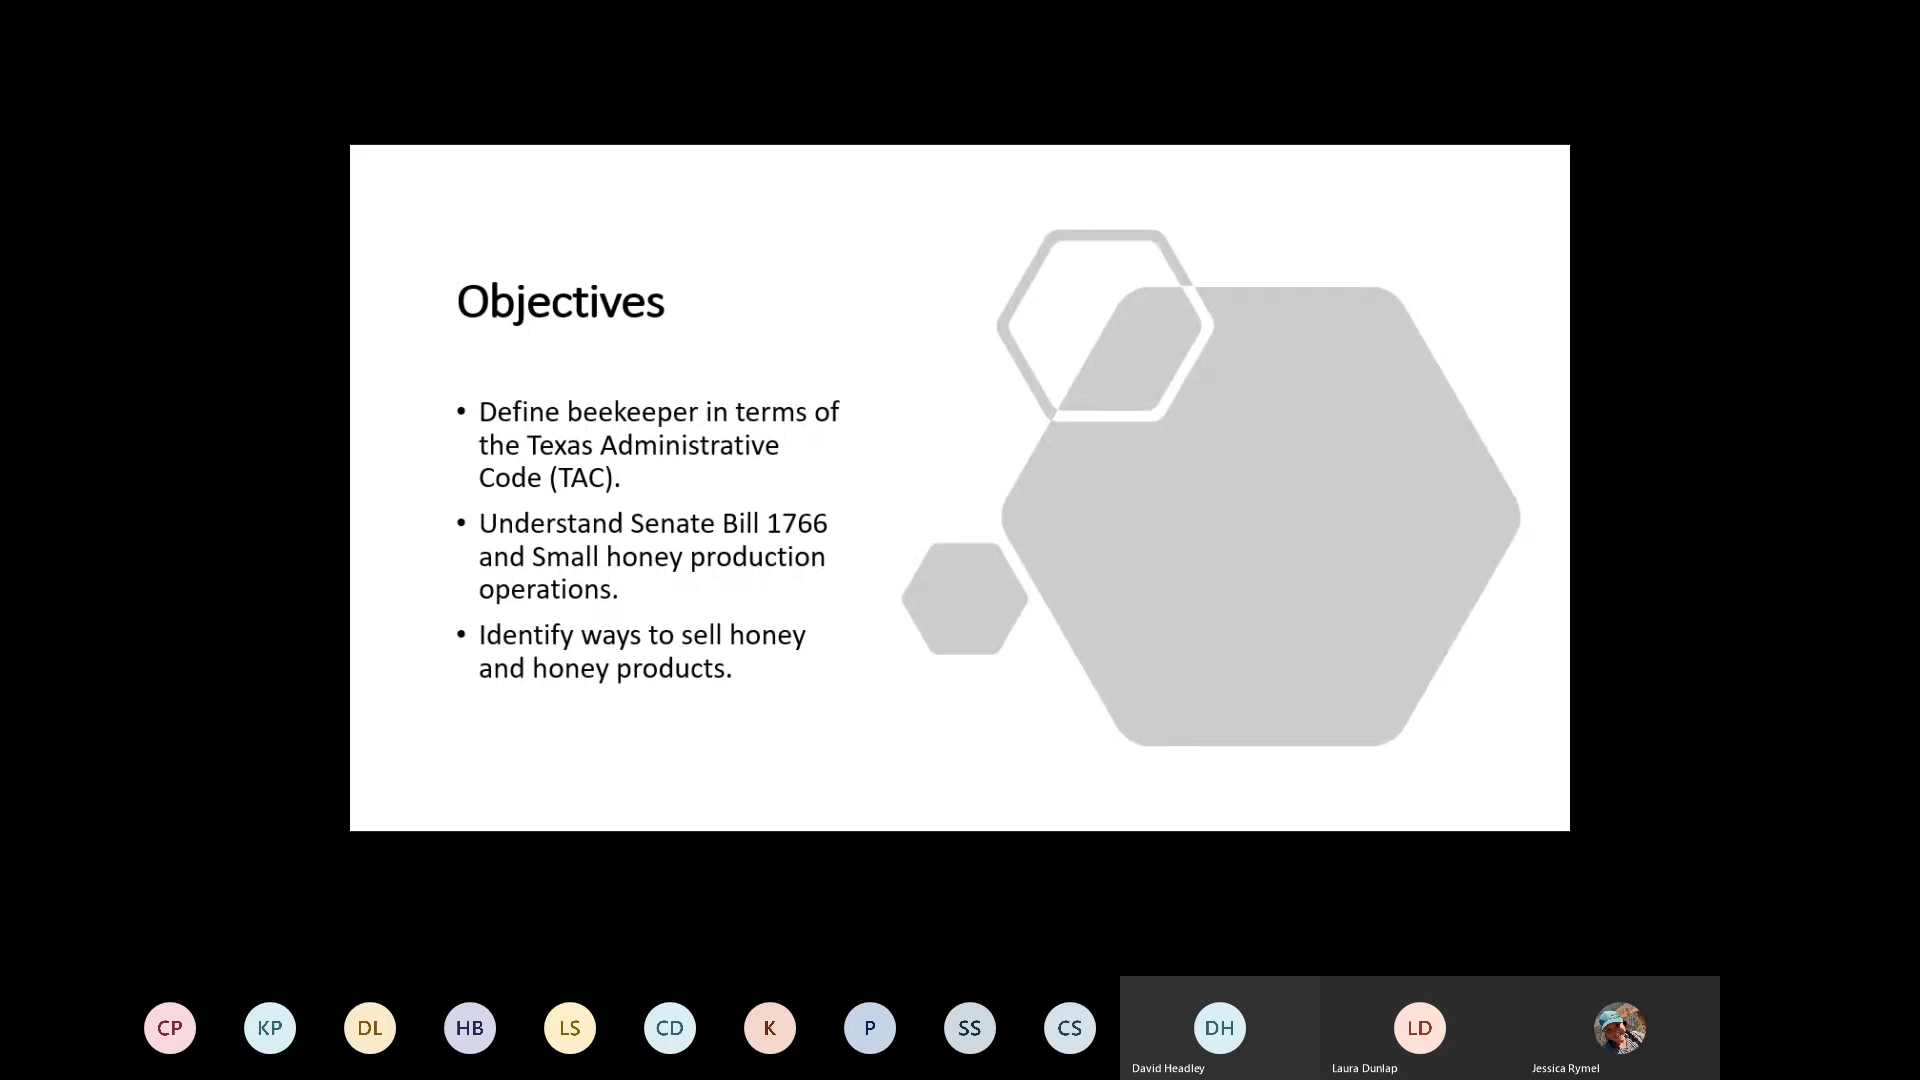 Objectives
• Define beekeeper in terms of
the Texas Administrative
Code (TAC).
• Understand Senate Bill 1766
and Small honey production
operations.
• Identify ways to sell honey
and honey products.
CP KP DL HB LS CD K P SS CS DH LD
David Headley Laura Dunlap Jessica Rymel